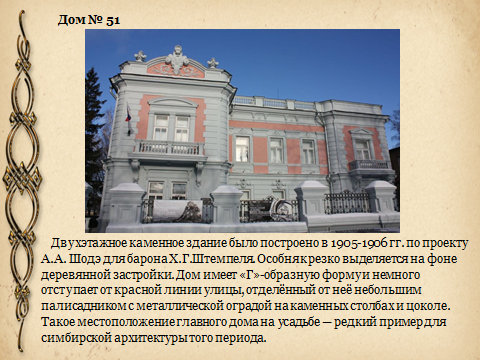 Дом № 51
Двухэтажное каменное здание было построено в 1905-1906 гг. по проекту
А.А. Шодэ для барона Х.Г.Штемпеля. Особняк резко выделяется на фоне
деревянной застройки. Дом имеет «Г»-образную форму и немного
отступает от красной линии улицы, отделённый от неё небольшим
палисадником с металлической оградой на каменных столбах и цоколе.
Такое местоположение главного дома на усадьбе — редкий пример для
симбирской архитектуры того периода.